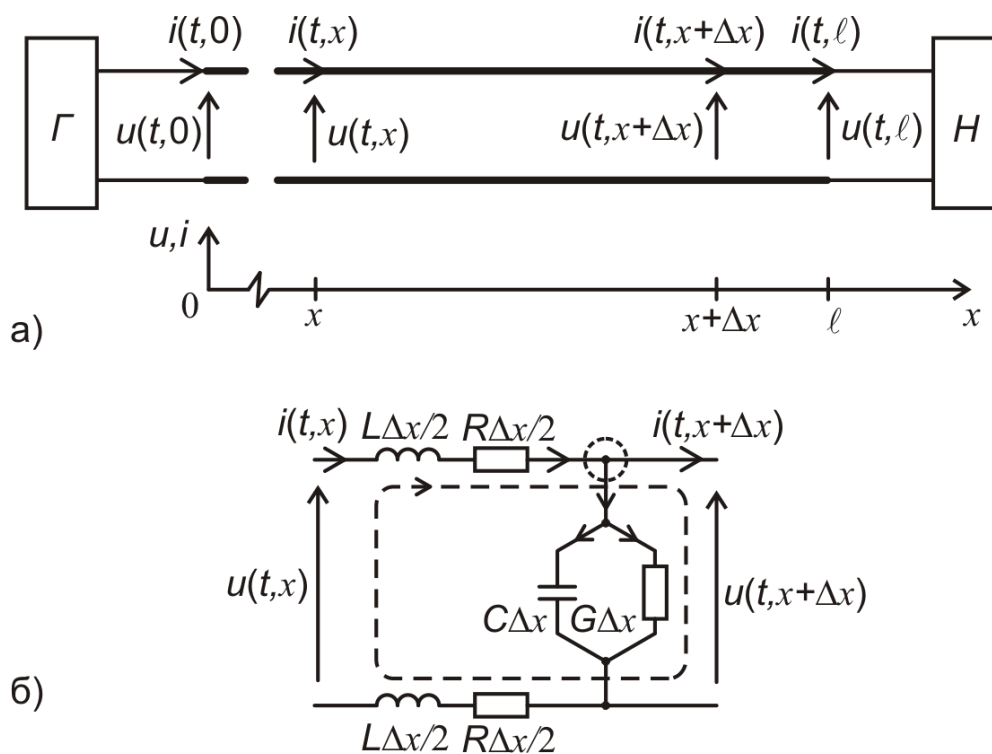 i(t,0) i(t,x) i(t,x+Δx) i(t,ℓ)
Г u(t,0) u(t,x) u(t,x+Δx) u(t,ℓ) Н
u,i
0 x x+Δx ℓ x
а)
i(t,x) LΔx/2 RΔx/2 i(t,x+Δx)
u(t,x) CΔx GΔx u(t,x+Δx)
б)
LΔx/2 RΔx/2